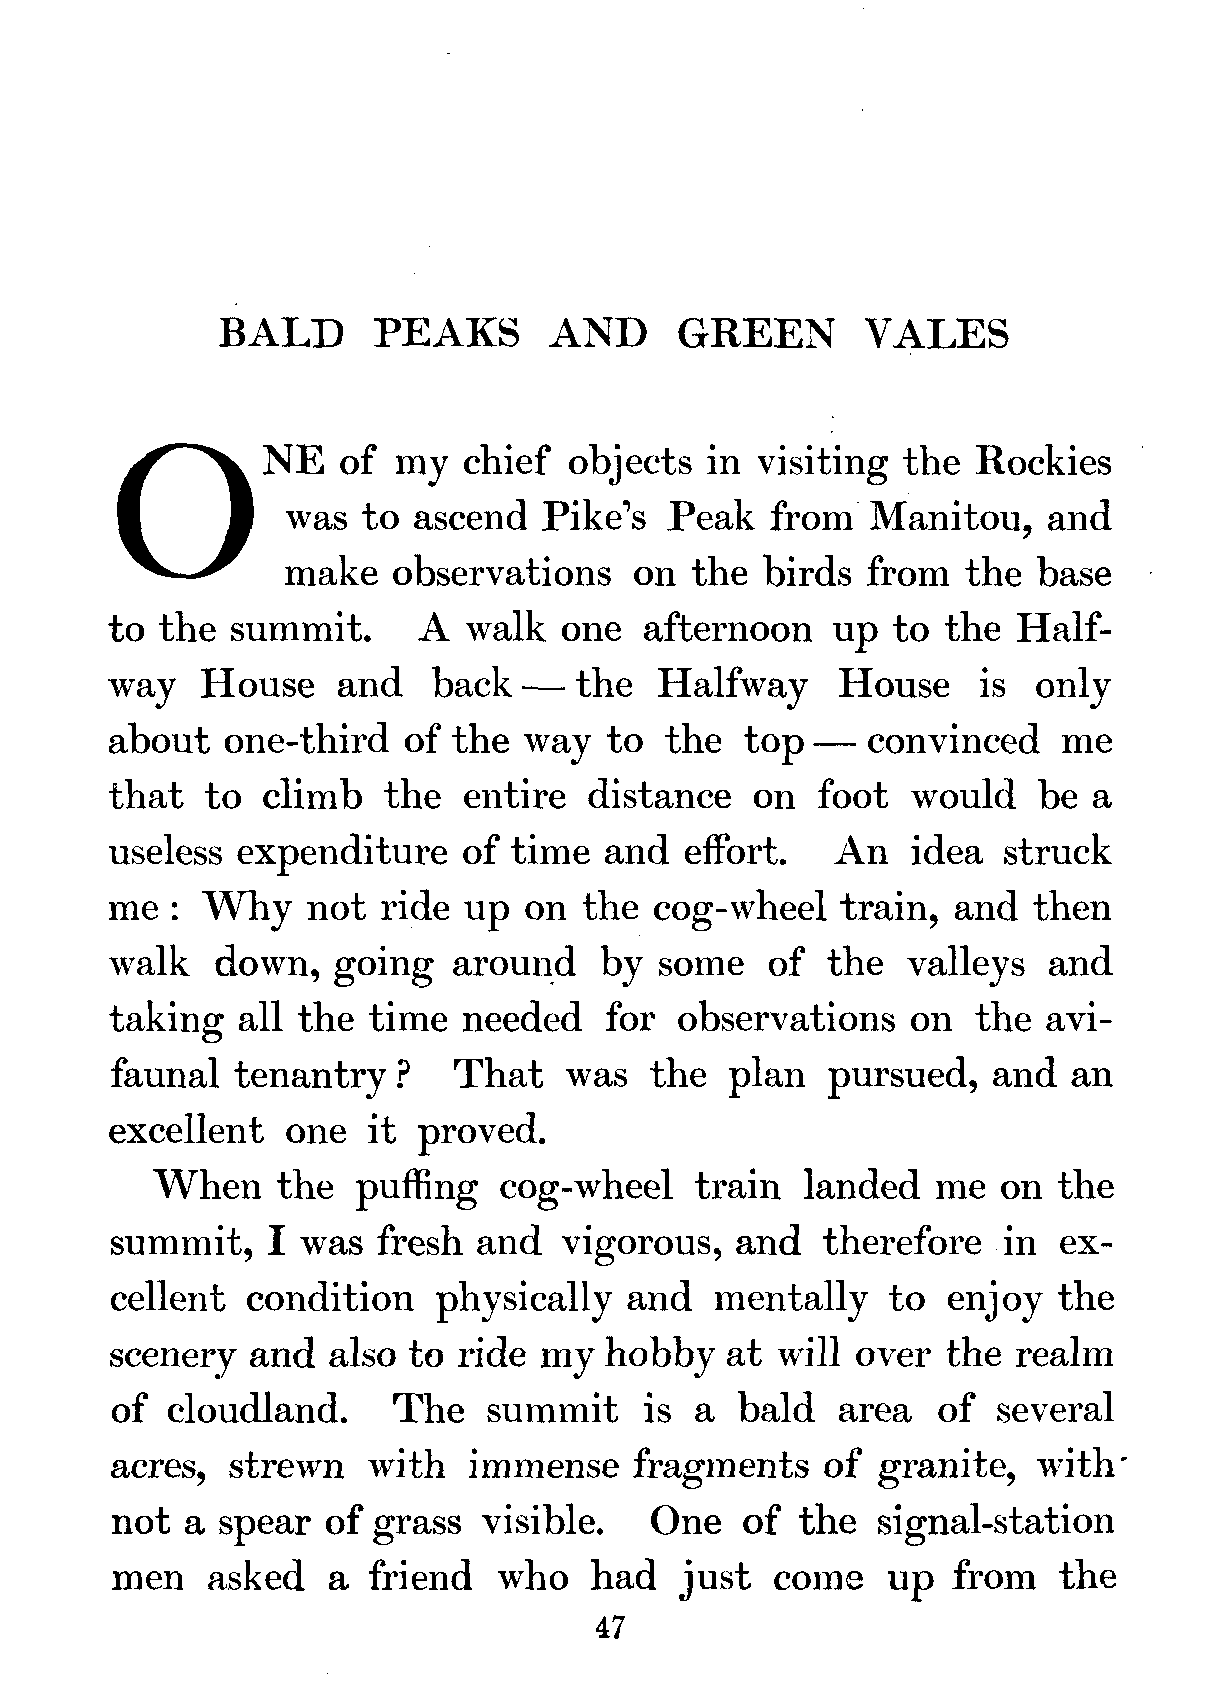 BALD PEAKS AND GREEN VALES
ONE of my chief objects in visiting the Rockies
was to ascend Pike's Peak from Manitou, and
make observations on the birds from the base
to the summit. A walk one afternoon up to the Half-
way House and back — the Halfway House is only
about one-third of the way to the top — convinced me
that to climb the entire distance on foot would be a
useless expenditure of time and effort. An idea struck
me : Why not ride up on the cog-wheel train, and then
walk down, going around by some of the valleys and
taking all the time needed for observations on the avi-
faunal tenantry ? That was the plan pursued, and an
excellent one it proved.
When the puffing cog-wheel train landed me on the
summit, I was fresh and vigorous, and therefore in ex-
cellent condition physically and mentally to enjoy the
scenery and also to ride my hobby at will over the realm
of cloudland. The summit is a bald area of several
acres, strewn with immense fragments of granite, with
not a spear of grass visible. One of the signal-station
men asked a friend who had just come up from the
47